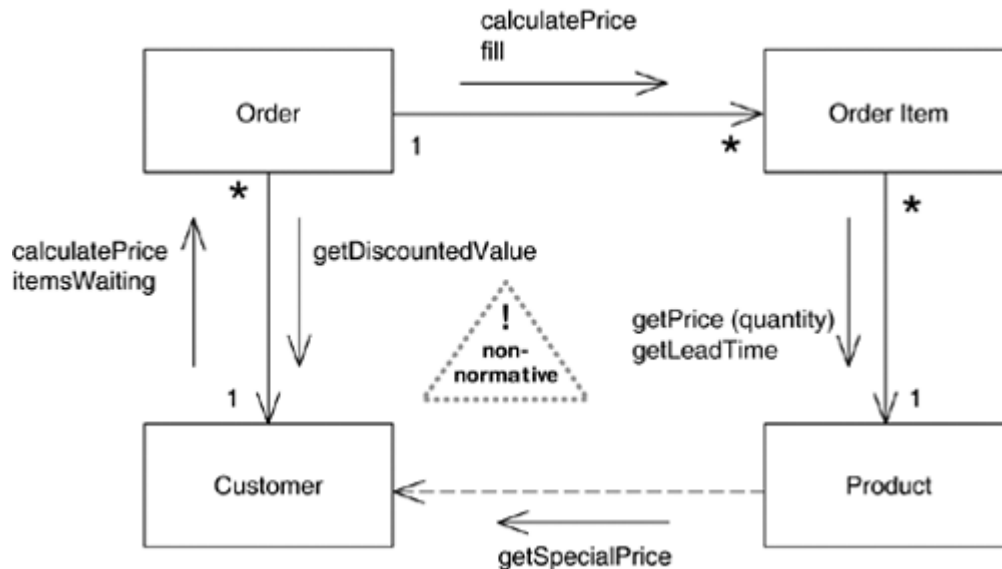 calculatePrice
fill
Order
Order Item
1
*
*
*
calculatePrice
itemsWaiting
getDiscountedValue
!
non-
normative
getPrice (quantity)
getLeadTime
1
1
Customer
Product
getSpecialPrice